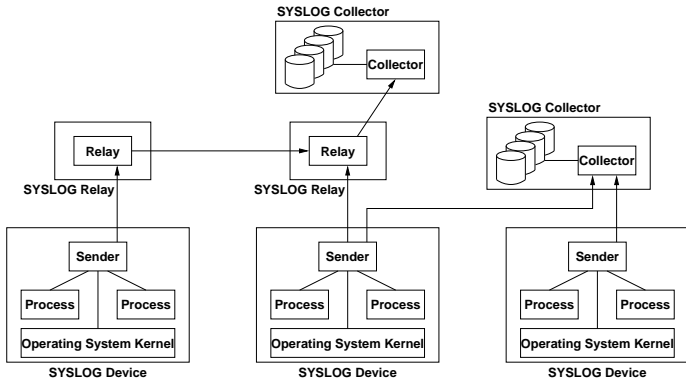 SYSLOG Collector
Collector
SYSLOG Collector
Collector
Relay
SYSLOG Relay
Relay
SYSLOG Relay
Sender
Process
Process
Operating System Kernel
SYSLOG Device
Sender
Process
Process
Operating System Kernel
SYSLOG Device
Sender
Process
Process
Operating System Kernel
SYSLOG Device